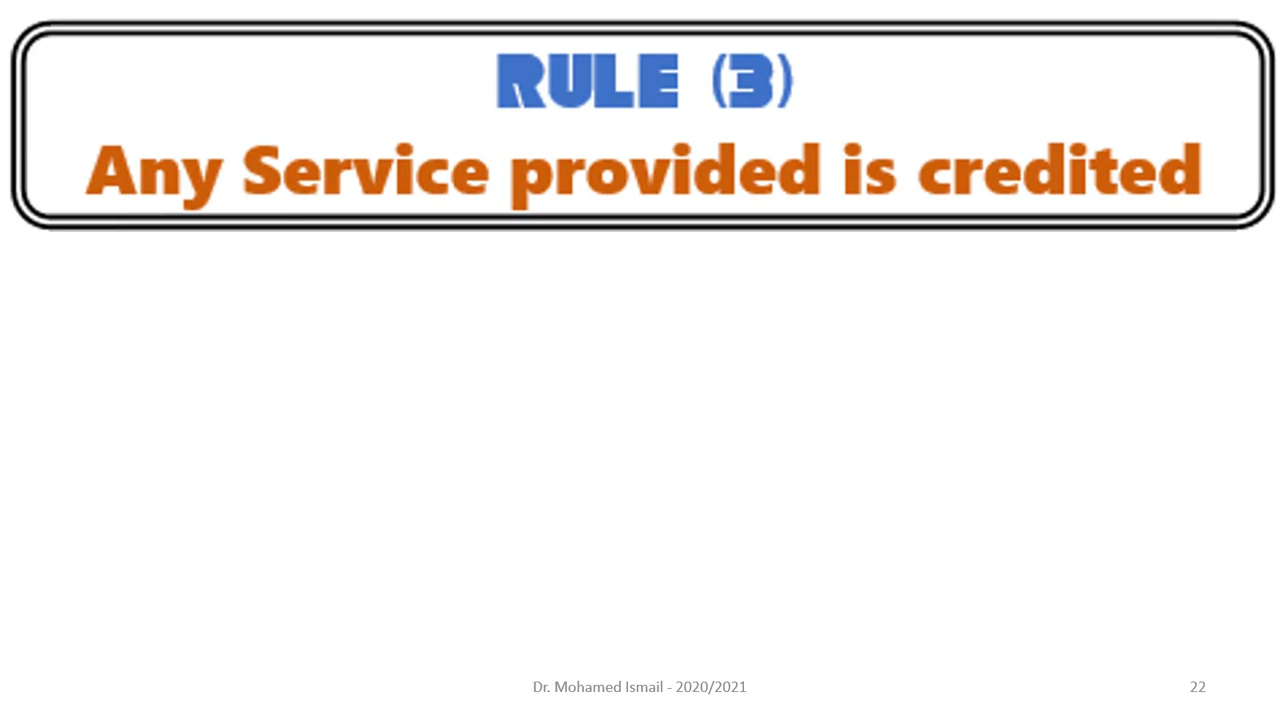 RULE (3)
Any Service provided is credited
Dr. Mohamed Ismail - 2020/2021
22